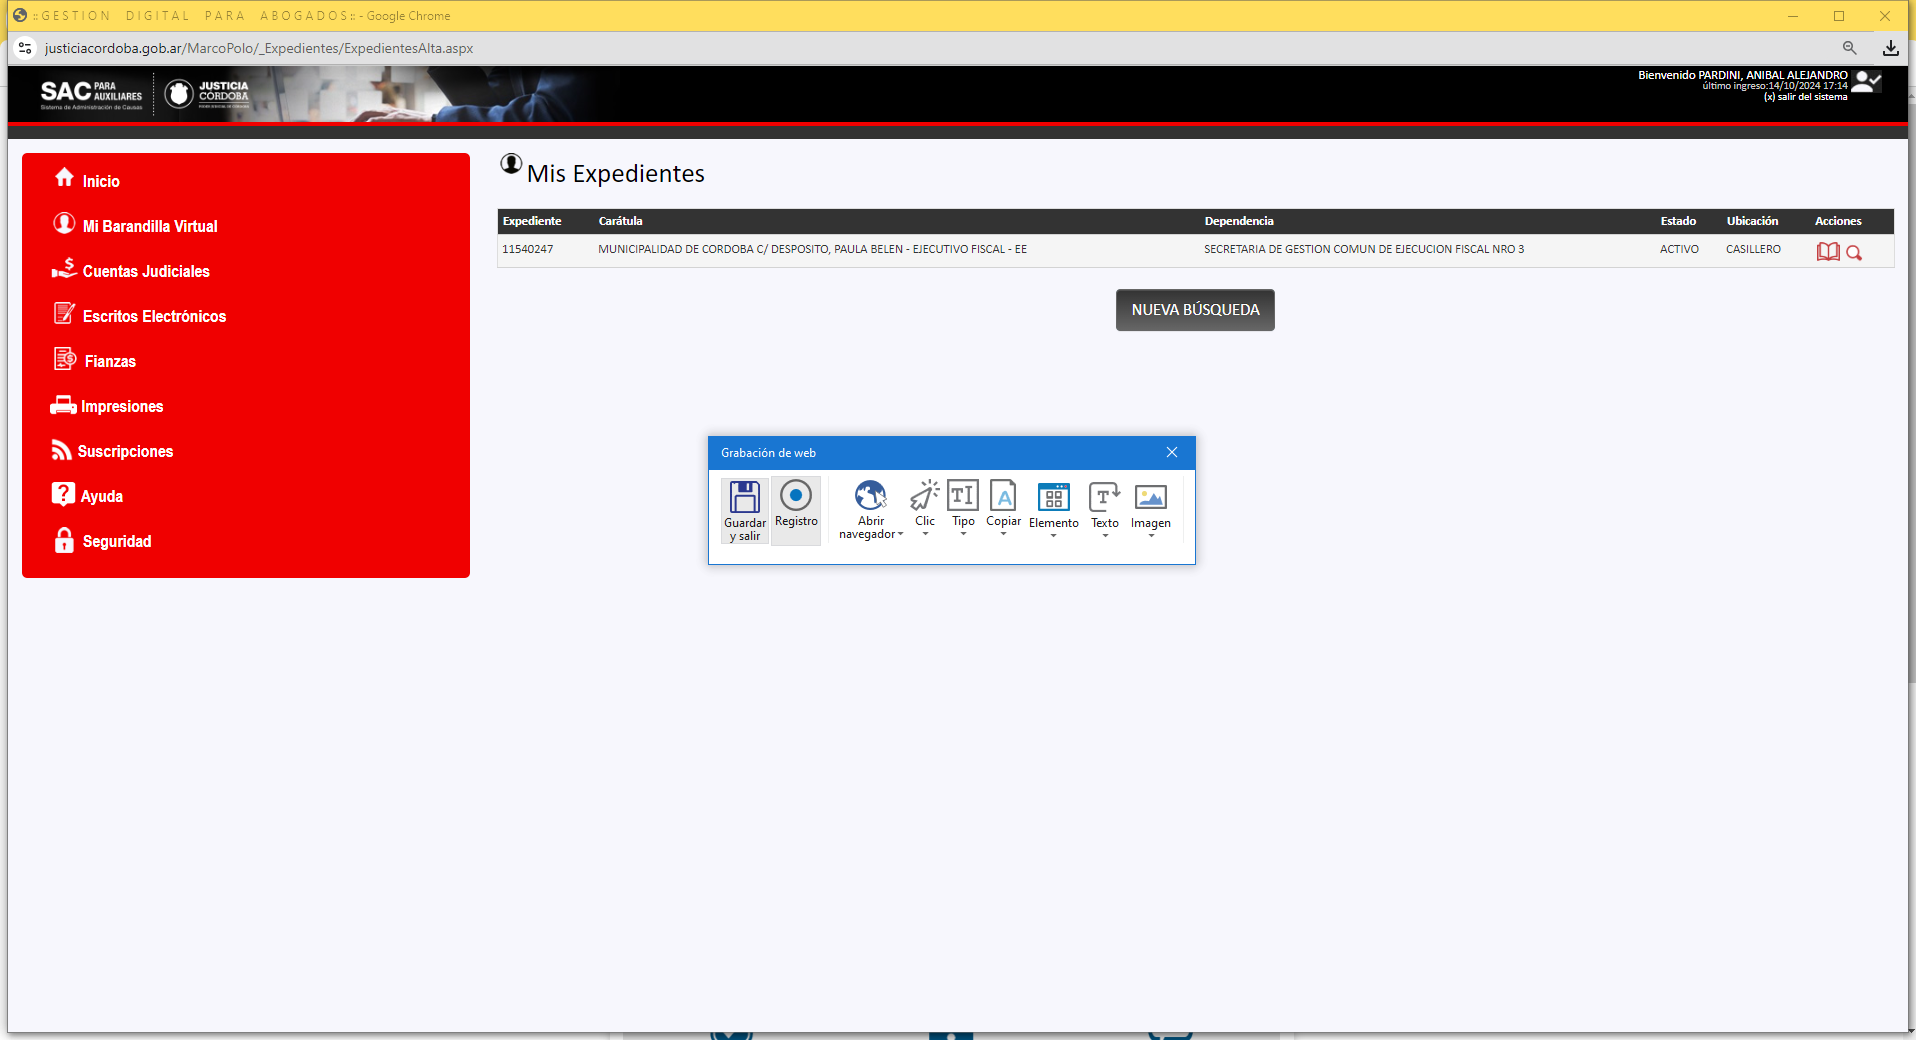 :: G E S T I O N   D I G I T A L   P A R A   A B O G A D O S :: - Google Chrome
justiciacordoba.gob.ar/MarcoPolo/_Expedientes/ExpedientesAlta.aspx
SAC PARA AUXILIARES
Sistema de Administración de Causas
JUSTICIA CÓRDOBA
Bienvenido PARDINI, ANIBAL ALEJANDRO
último ingreso:14/10/2024 17:14
(x) salir del sistema
Inicio
Mi Barandilla Virtual
Cuentas Judiciales
Escritos Electrónicos
Fianzas
Impresiones
Suscripciones
Ayuda
Seguridad
Mis Expedientes
Expediente Carátula Dependencia Estado Ubicación Acciones
11540247 MUNICIPALIDAD DE CORDOBA C/ DESPOSITO, PAULA BELEN - EJECUTIVO FISCAL - EE SECRETARIA DE GESTION COMUN DE EJECUCION FISCAL NRO 3 ACTIVO CASILLERO
NUEVA BÚSQUEDA
Grabación de web
Guardar y salir
Registro
Abrir navegador
Clic
Tipo
Copiar
Elemento
Texto
Imagen